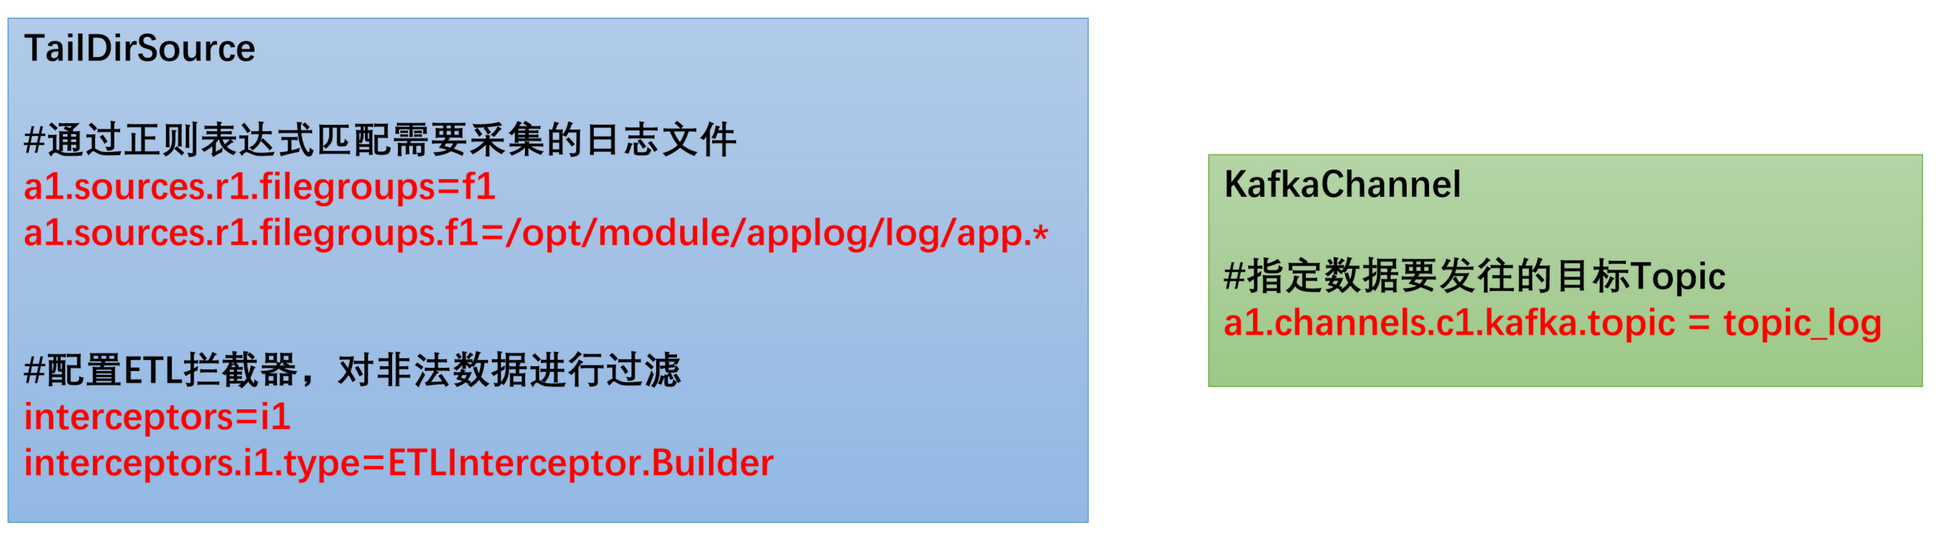 TailDirSource
#通过正则表达式匹配需要采集的日志文件
a1.sources.r1.filegroups=f1
a1.sources.r1.filegroups.f1=/opt/module/applog/log/app.*
#配置ETL拦截器，对非法数据进行过滤
interceptors=i1
interceptors.i1.type=ETLInterceptor.Builder
KafkaChannel
#指定数据要发往的目标Topic
a1.channels.c1.kafka.topic = topic_log